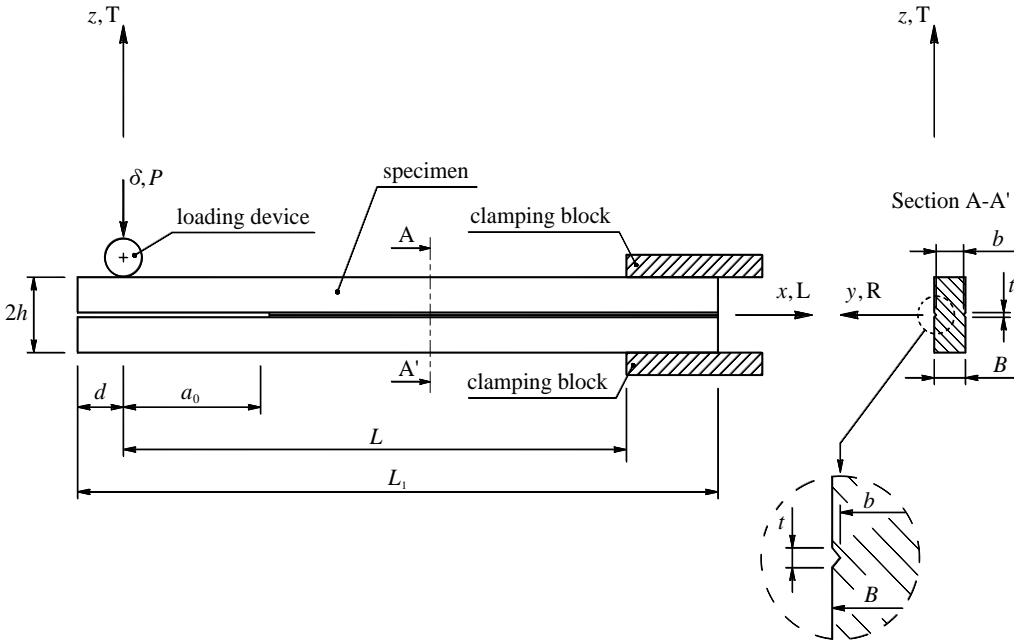 z, T
z, T
δ, P
specimen
loading device
clamping block
Section A-A'
A
b
t
2h
x, L
y, R
A'
clamping block
B
d
a₀
L
L₁
b
t
B